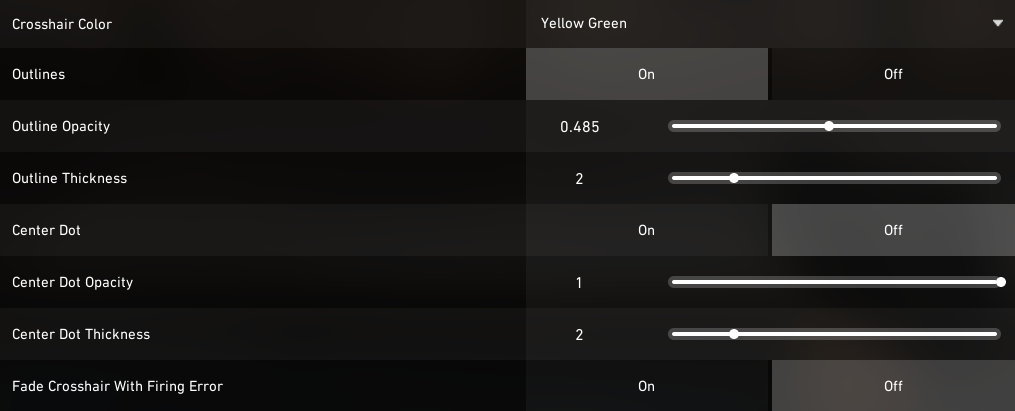 Crosshair Color Yellow Green
Outlines On Off
Outline Opacity 0.485
Outline Thickness 2
Center Dot On Off
Center Dot Opacity 1
Center Dot Thickness 2
Fade Crosshair With Firing Error On Off